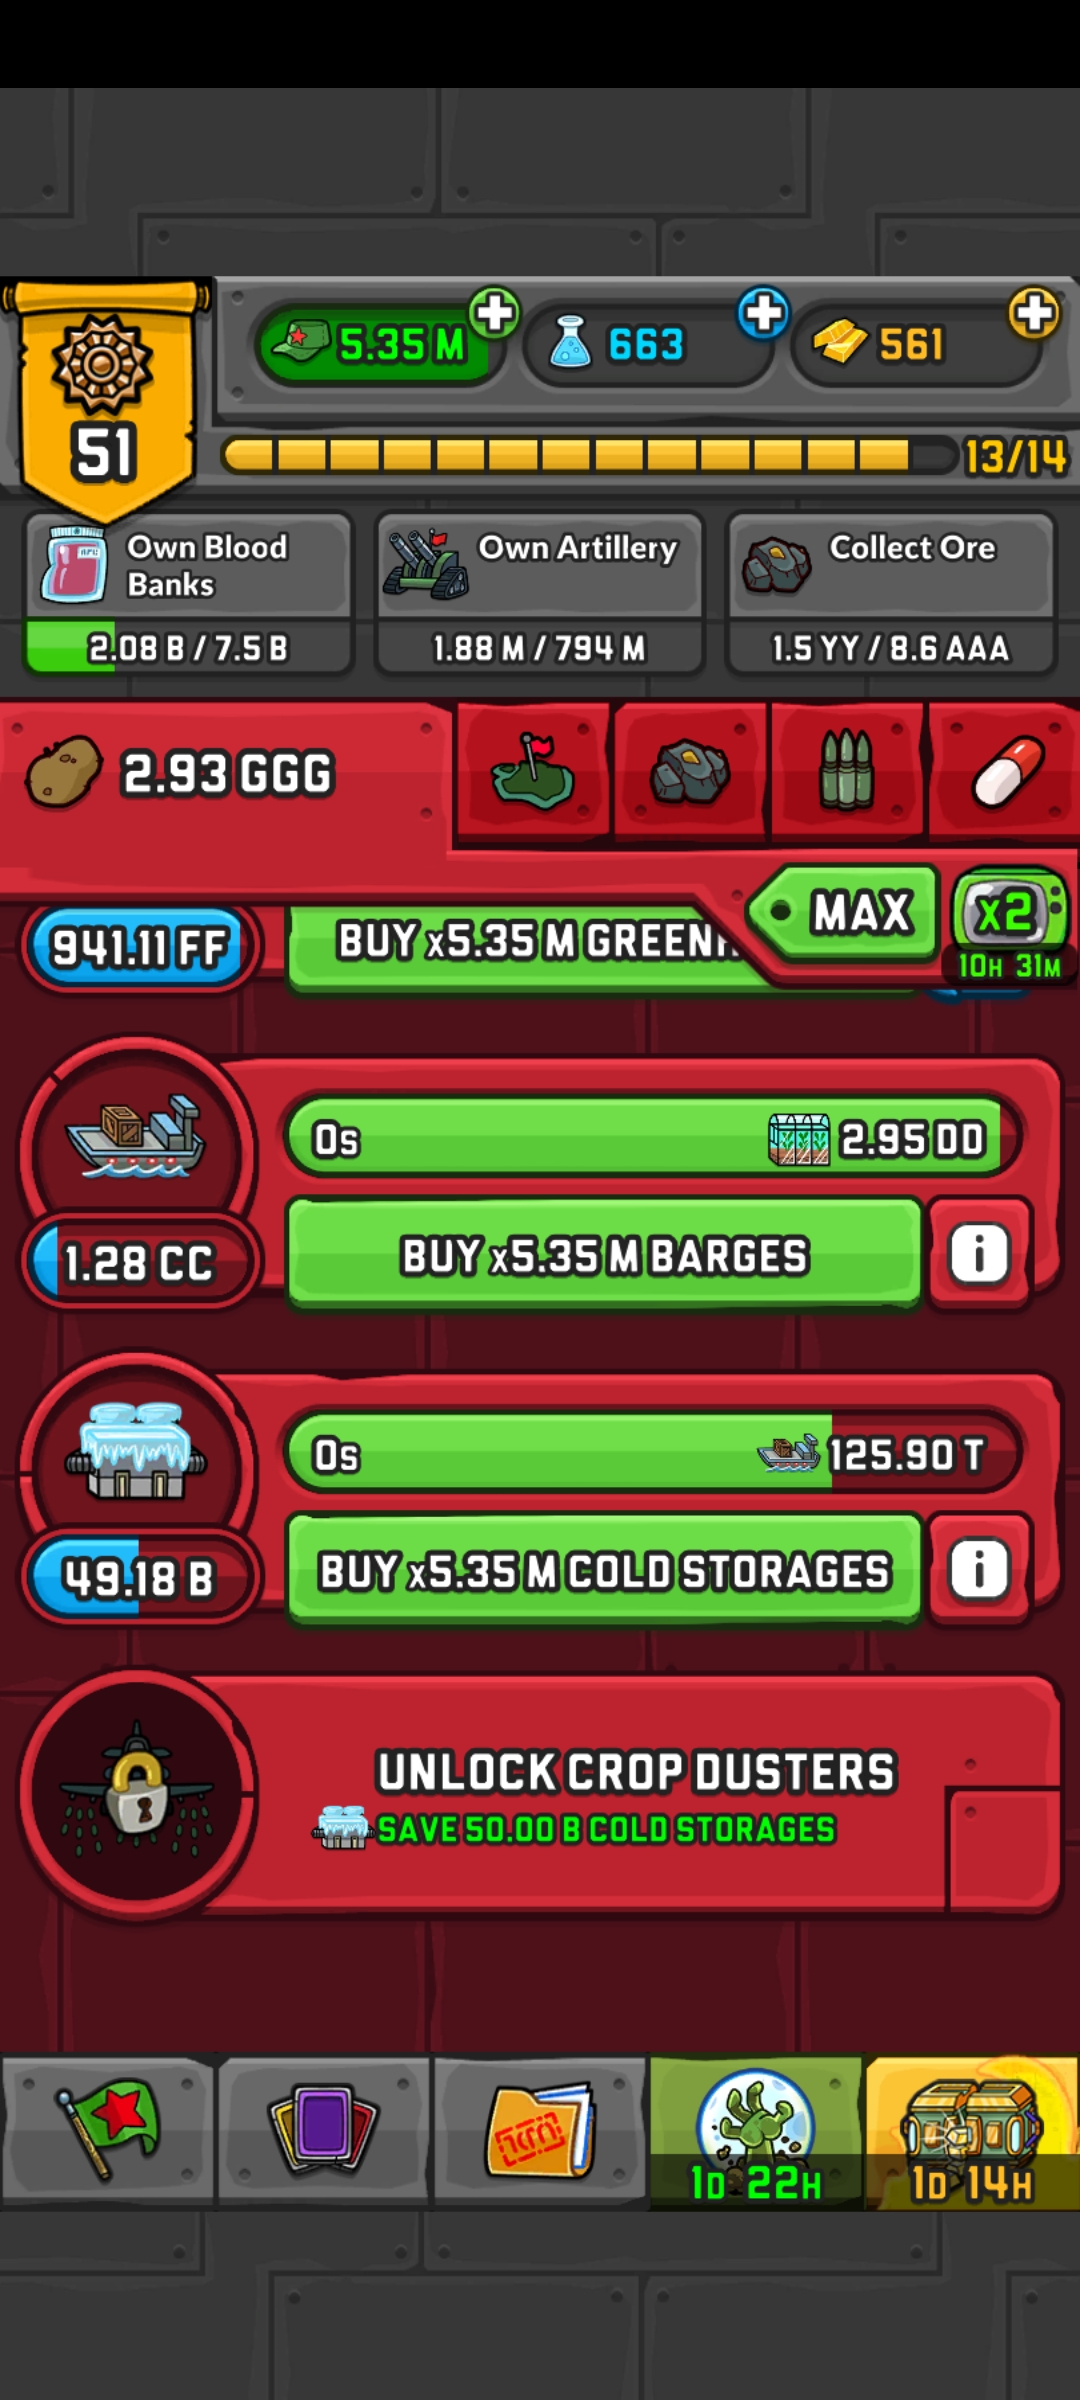 5.35 M
663
561
51
13/14
Own Blood
Banks
2.08 B / 7.5 B
Own Artillery
1.88 M / 794 M
Collect Ore
1.5 YY / 8.6 AAA
2.93 GGG
MAX
x2
10H 31M
941.11 FF
BUY x5.35 M
0s
2.95 DD
1.28 CC
BUY x5.35 M BARGES
i
0s
125.90 T
49.18 B
BUY x5.35 M COLD STORAGES
i
UNLOCK CROP DUSTERS
SAVE 50.00 B COLD STORAGES
1D 22H
1D 14H